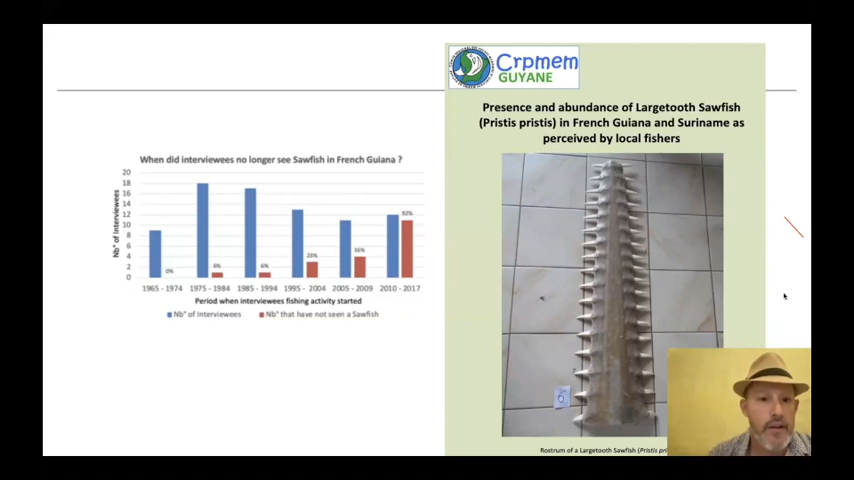 Crpmem
GUYANE
Presence and abundance of Largetooth Sawfish
(Pristis pristis) in French Guiana and Suriname as
perceived by local fishers
When did interviewees no longer see Sawfish in French Guiana ?
Nb° of Interviewees
20
18
16
14
12
10
8
6
4
2
0
0%
6%
6%
23%
36%
92%
1965 - 1974 1975 - 1984 1985 - 1994 1995 - 2004 2005 - 2009 2010 - 2017
Period when interviewees fishing activity started
Nb° of Interviewees Nb° that have not seen a Sawfish
6
Rostrum of a Largetooth Sawfish (Pristis pri